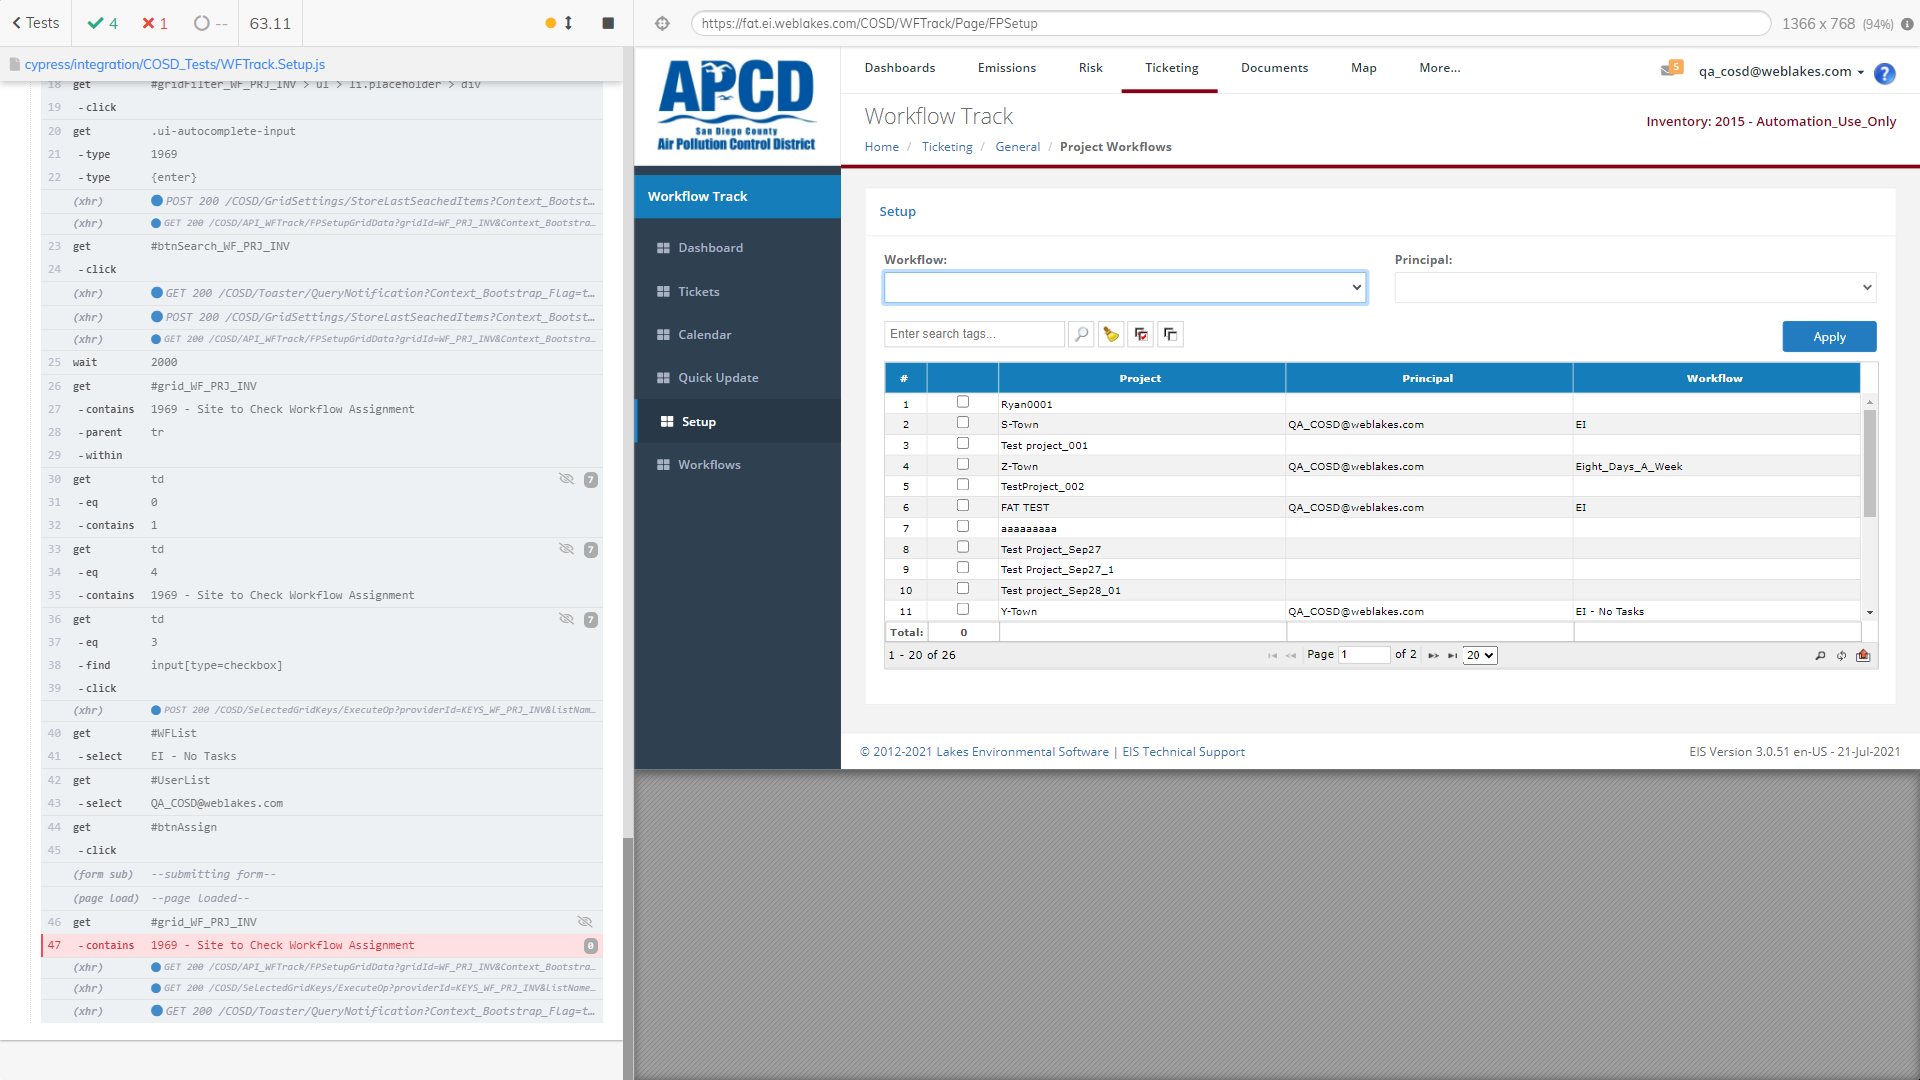 Tests
4
1
--
63.11
cypress/integration/COSD_Tests/WFTrack.Setup.js
18 get #gridFilter_WF_PRJ_INV > ul > li.placeholder > div
19 -click
20 get .ui-autocomplete-input
21 -type 1969
22 -type {enter}
(xhr) POST 200 /COSD/GridSettings/StoreLastSeachedItems?Context_Bootst...
(xhr) GET 200 /COSD/API_WFTrack/FPSetupGridData?gridId=WF_PRJ_INV&Context_Bootstra...
23 get #btnSearch_WF_PRJ_INV
24 -click
(xhr) GET 200 /COSD/Toaster/QueryNotification?Context_Bootstrap_Flag=t...
(xhr) POST 200 /COSD/GridSettings/StoreLastSeachedItems?Context_Bootst...
(xhr) GET 200 /COSD/API_WFTrack/FPSetupGridData?gridId=WF_PRJ_INV&Context_Bootstra...
25 wait 2000
26 get #grid_WF_PRJ_INV
27 -contains 1969 - Site to Check Workflow Assignment
28 -parent tr
29 -within
30 get td 7
31 -eq 0
32 -contains 1
33 get td 7
34 -eq 4
35 -contains 1969 - Site to Check Workflow Assignment
36 get td 7
37 -eq 3
38 -find input[type=checkbox]
39 -click
(xhr) POST 200 /COSD/SelectedGridKeys/ExecuteOp?providerId=KEYS_WF_PRJ_INV&listNam...
40 get #WFList
41 -select EI - No Tasks
42 get #UserList
43 -select QA_COSD@weblakes.com
44 get #btnAssign
45 -click
(form sub) --submitting form--
(page load) --page loaded--
46 get #grid_WF_PRJ_INV
47 -contains 1969 - Site to Check Workflow Assignment 0
(xhr) GET 200 /COSD/API_WFTrack/FPSetupGridData?gridId=WF_PRJ_INV&Context_Bootstra...
(xhr) GET 200 /COSD/SelectedGridKeys/ExecuteOp?providerId=KEYS_WF_PRJ_INV&listName...
(xhr) GET 200 /COSD/Toaster/QueryNotification?Context_Bootstrap_Flag=t...
https://fat.ei.weblakes.com/COSD/WFTrack/Page/FPSetup
1366 x 768 (94%)
APCD
San Diego County
Air Pollution Control District
Dashboards Emissions Risk Ticketing Documents Map More...
5
qa_cosd@weblakes.com
?
Workflow Track
Inventory: 2015 - Automation_Use_Only
Home / Ticketing / General / Project Workflows
Workflow Track
Dashboard
Tickets
Calendar
Quick Update
Setup
Workflows
Setup
Workflow: Principal:
Enter search tags...
Apply
# Project Principal Workflow
1 Ryan0001
2 S-Town QA_COSD@weblakes.com EI
3 Test project_001
4 Z-Town QA_COSD@weblakes.com Eight_Days_A_Week
5 TestProject_002
6 FAT TEST QA_COSD@weblakes.com EI
7 aaaaaaaaa
8 Test Project_Sep27
9 Test Project_Sep27_1
10 Test project_Sep28_01
11 Y-Town QA_COSD@weblakes.com EI - No Tasks
Total: 0
1 - 20 of 26 Page 1 of 2 20
© 2012-2021 Lakes Environmental Software | EIS Technical Support
EIS Version 3.0.51 en-US - 21-Jul-2021